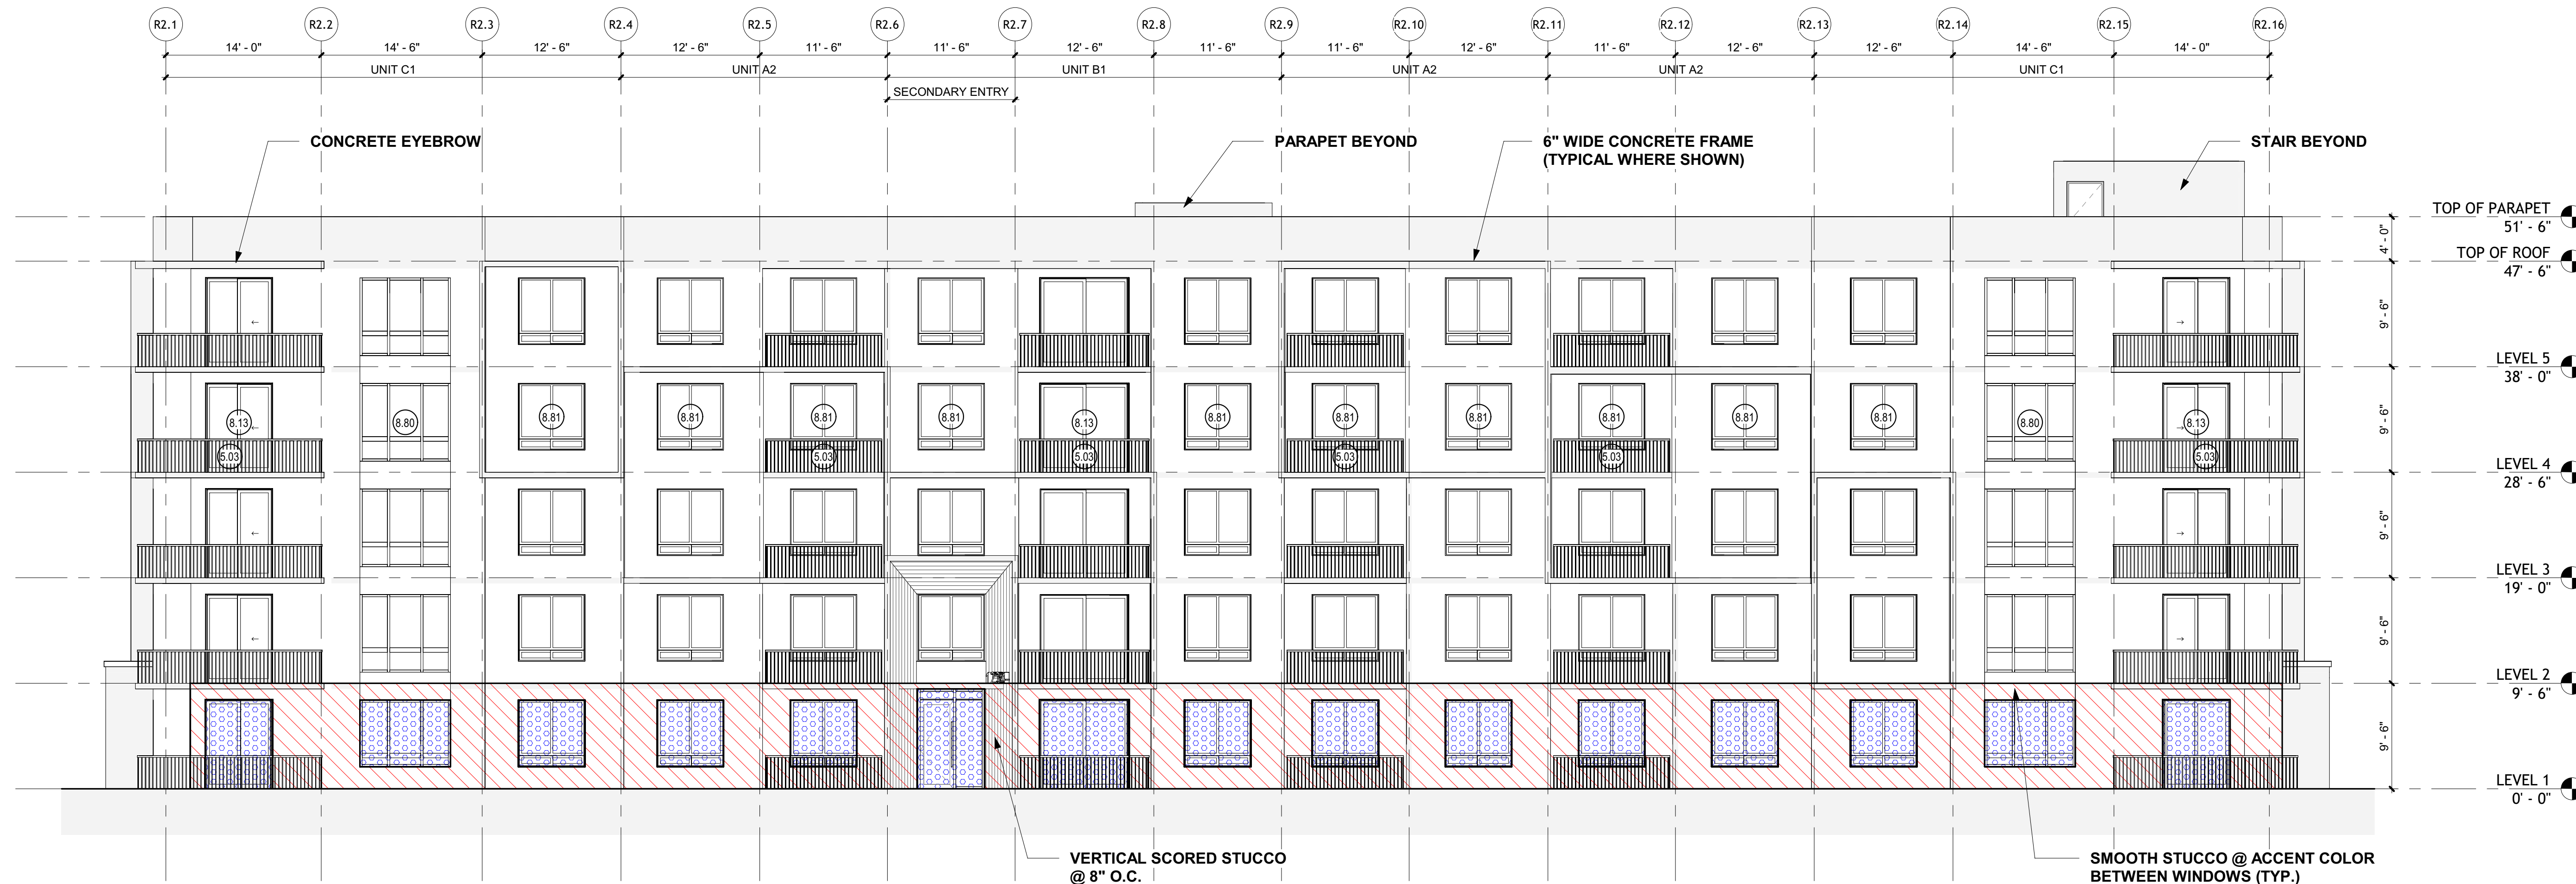 R2.1 R2.2 R2.3 R2.4 R2.5 R2.6 R2.7 R2.8 R2.9 R2.10 R2.11 R2.12 R2.13 R2.14 R2.15 R2.16
14' - 0" 14' - 6" 12' - 6" 12' - 6" 11' - 6" 11' - 6" 12' - 6" 11' - 6" 11' - 6" 12' - 6" 11' - 6" 12' - 6" 12' - 6" 14' - 6" 14' - 0"
UNIT C1 UNIT A2 UNIT B1 UNIT A2 UNIT A2 UNIT C1
SECONDARY ENTRY
CONCRETE EYEBROW
PARAPET BEYOND
6" WIDE CONCRETE FRAME
(TYPICAL WHERE SHOWN)
STAIR BEYOND
TOP OF PARAPET
51' - 6"
4' - 0"
TOP OF ROOF
47' - 6"
9' - 6"
LEVEL 5
38' - 0"
8.13 8.80 8.81 8.81 8.81 8.81 8.13 8.81 8.81 8.81 8.81 8.81 8.81 8.80 8.13
9' - 6"
5.03 5.03 5.03 5.03 5.03 5.03
LEVEL 4
28' - 6"
9' - 6"
LEVEL 3
19' - 0"
9' - 6"
LEVEL 2
9' - 6"
9' - 6"
LEVEL 1
0' - 0"
VERTICAL SCORED STUCCO
@ 8" O.C.
SMOOTH STUCCO @ ACCENT COLOR
BETWEEN WINDOWS (TYP.)